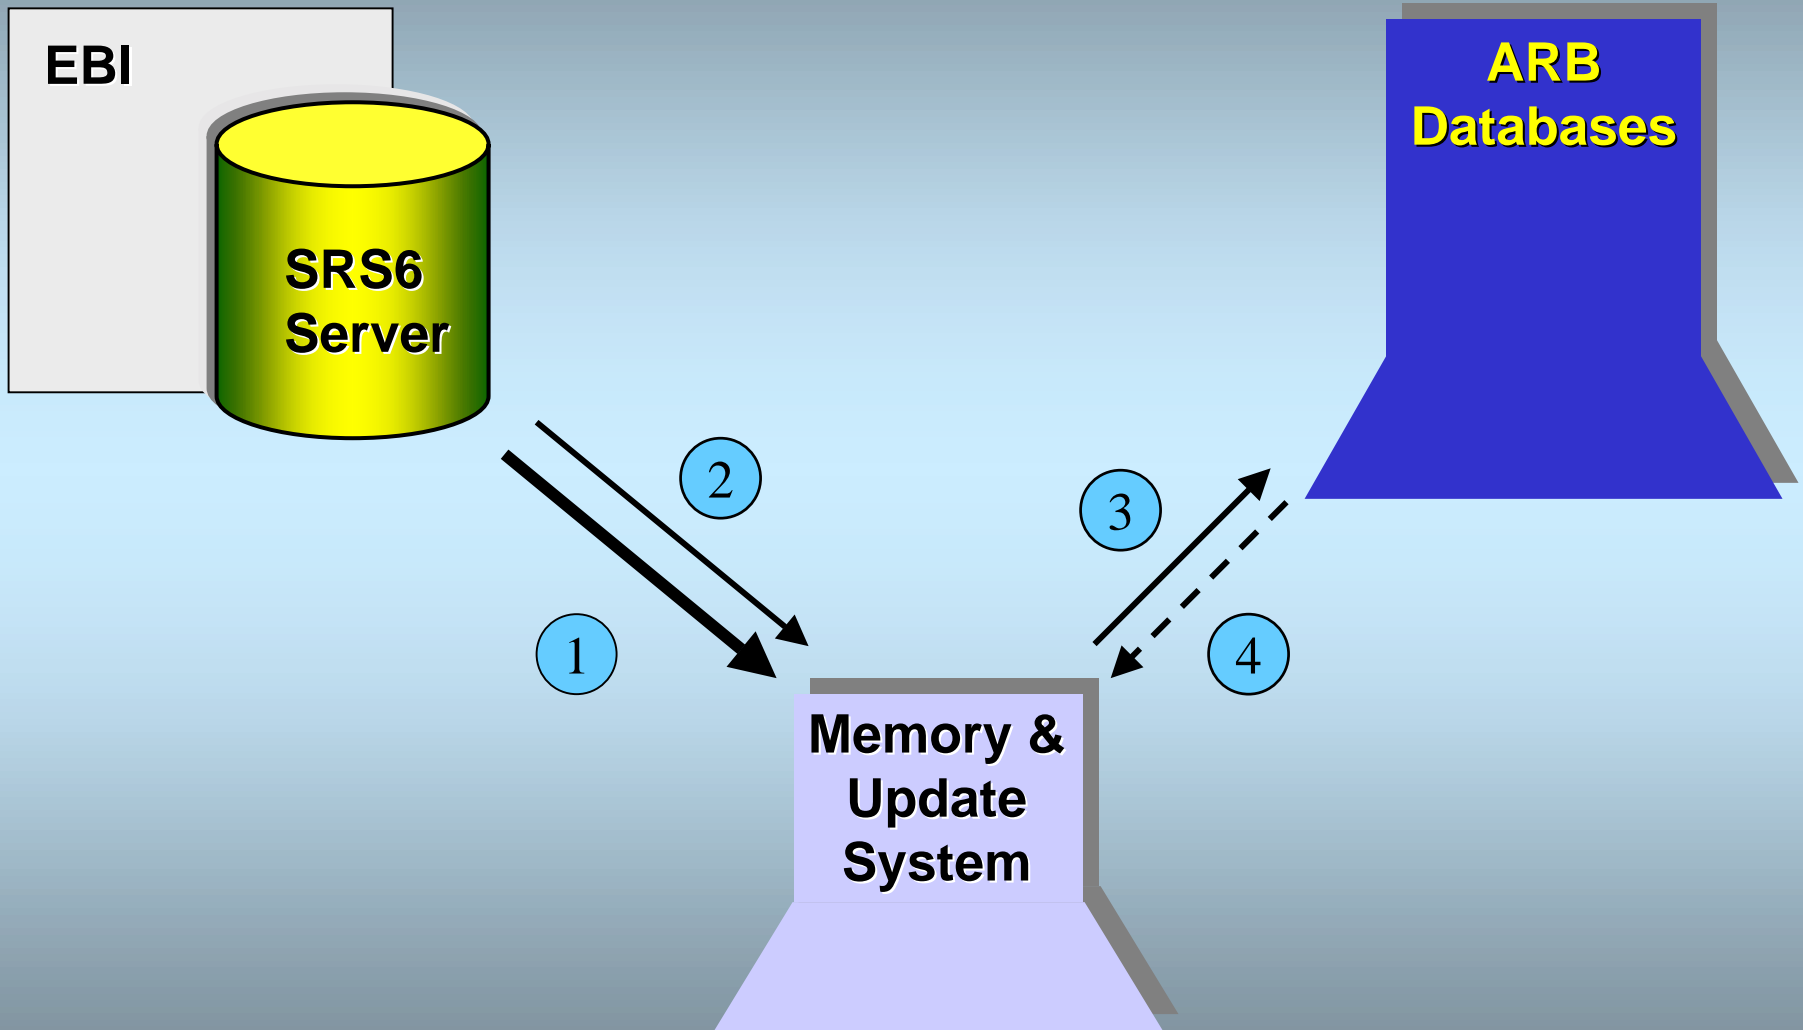 EBI
SRS6
Server
ARB
Databases
2
3
1
4
Memory &
Update
System